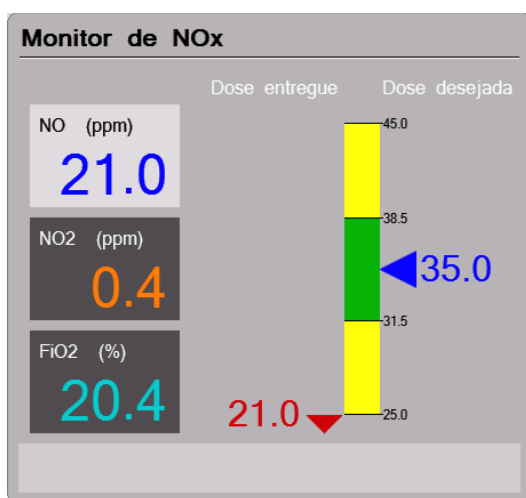 Monitor de NOx
Dose entregue Dose desejada
NO (ppm)
21.0
NO2 (ppm)
0.4
FiO2 (%)
20.4
45.0
38.5
35.0
31.5
21.0
25.0